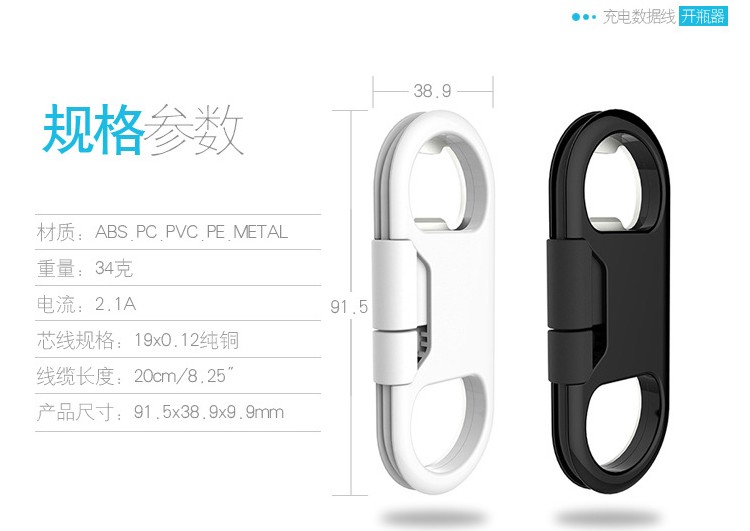 充电数据线 开瓶器
规格参数
38.9
91.5
材质：ABS.PC.PVC.PE.METAL
重量：34克
电流：2.1A
芯线规格：19x0.12纯铜
线缆长度：20cm/8.25″
产品尺寸：91.5x38.9x9.9mm